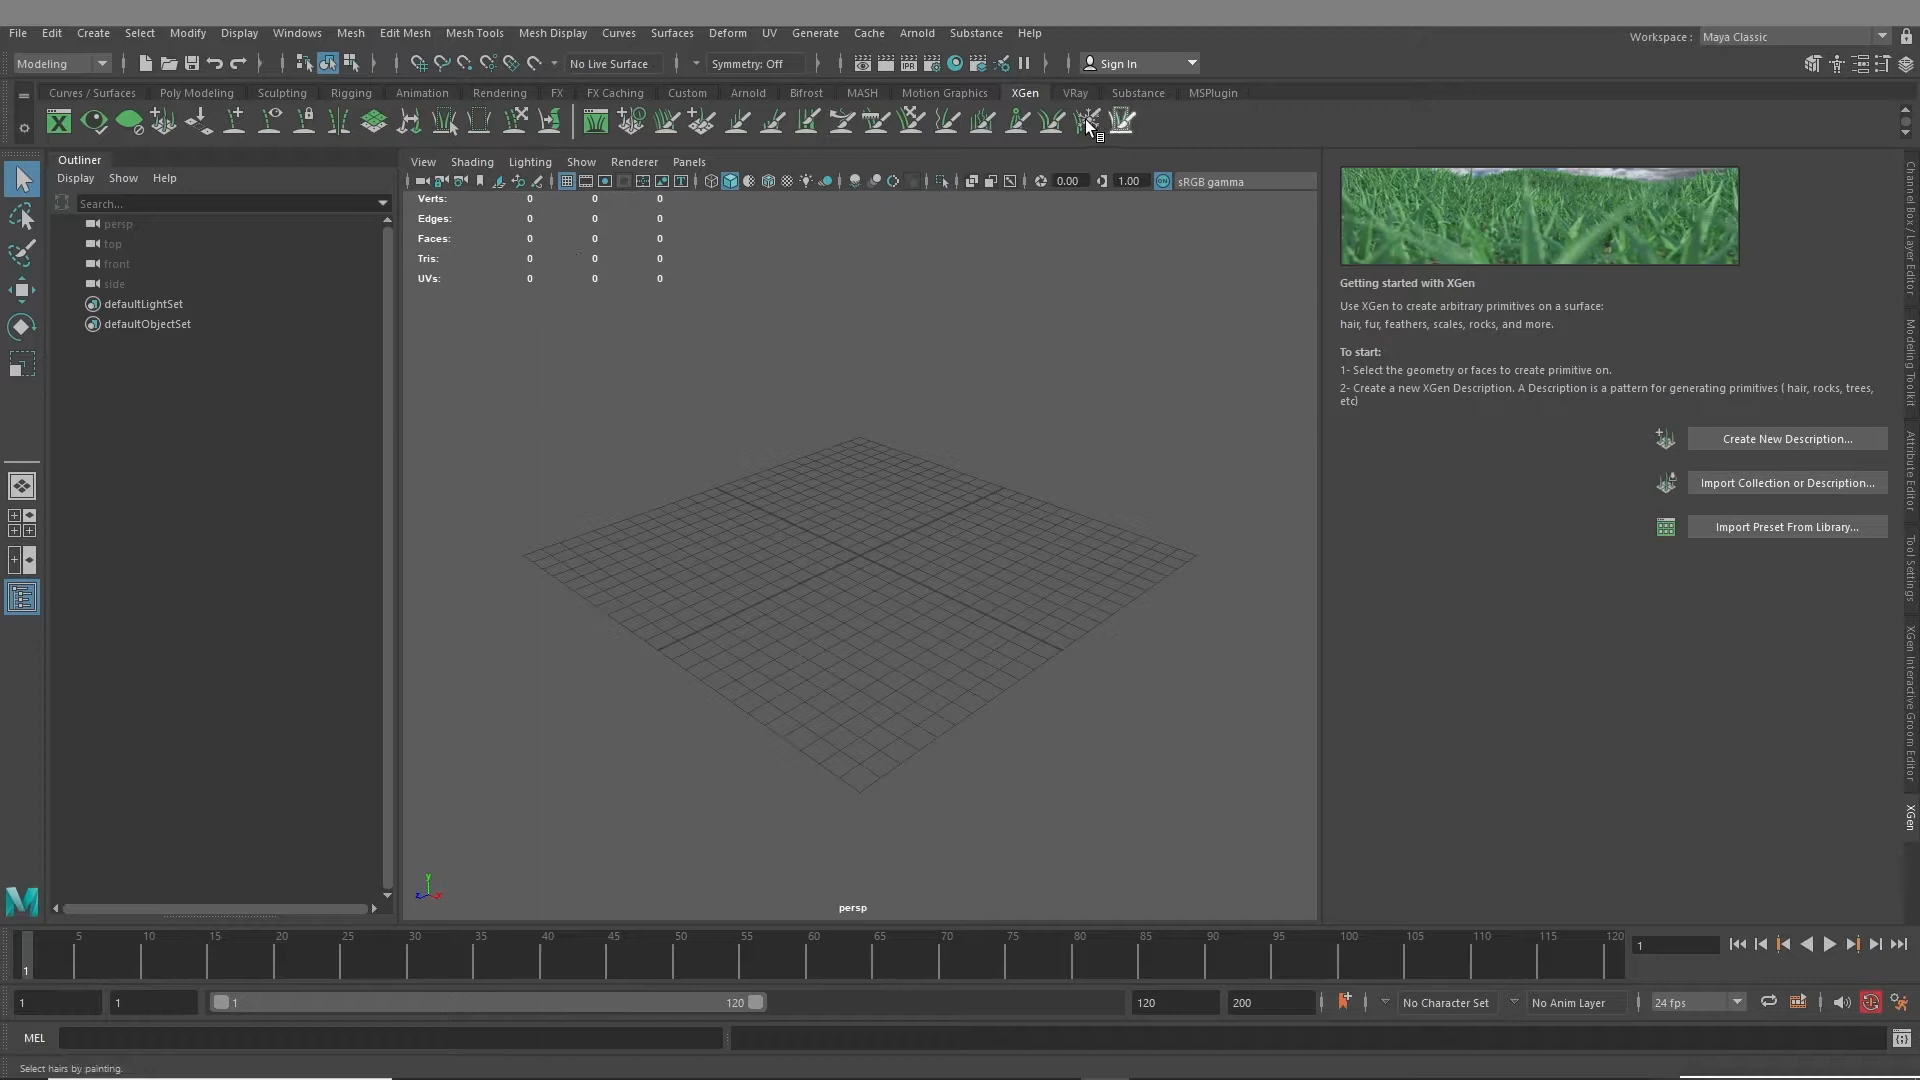 File Edit Create Select Modify Display Windows Mesh Edit Mesh Mesh Tools Mesh Display Curves Surfaces Deform UV Generate Cache Arnold Substance Help
Workspace : Maya Classic
Modeling No Live Surface Symmetry: Off Sign In
Curves / Surfaces Poly Modeling Sculpting Rigging Animation Rendering FX FX Caching Custom Arnold Bifrost MASH Motion Graphics XGen VRay Substance MSPlugin
Outliner
Display Show Help
Search...
persp
top
front
side
defaultLightSet
defaultObjectSet
View Shading Lighting Show Renderer Panels
0.00 1.00 ON sRGB gamma
Verts: 0 0 0
Edges: 0 0 0
Faces: 0 0 0
Tris: 0 0 0
UVs: 0 0 0
y
z x
persp
Getting started with XGen
Use XGen to create arbitrary primitives on a surface:
hair, fur, feathers, scales, rocks, and more.
To start:
1- Select the geometry or faces to create primitive on.
2- Create a new XGen Description. A Description is a pattern for generating primitives ( hair, rocks, trees,
etc)
Create New Description...
Import Collection or Description...
Import Preset From Library...
Channel Box / Layer Editor
Modeling Toolkit
Attribute Editor
Tool Settings
XGen Interactive Groom Editor
XGen
5 10 15 20 25 30 35 40 45 50 55 60 65 70 75 80 85 90 95 100 105 110 115 120
1
1
1 1 1 120 120 200 No Character Set No Anim Layer 24 fps
MEL
Select hairs by painting.